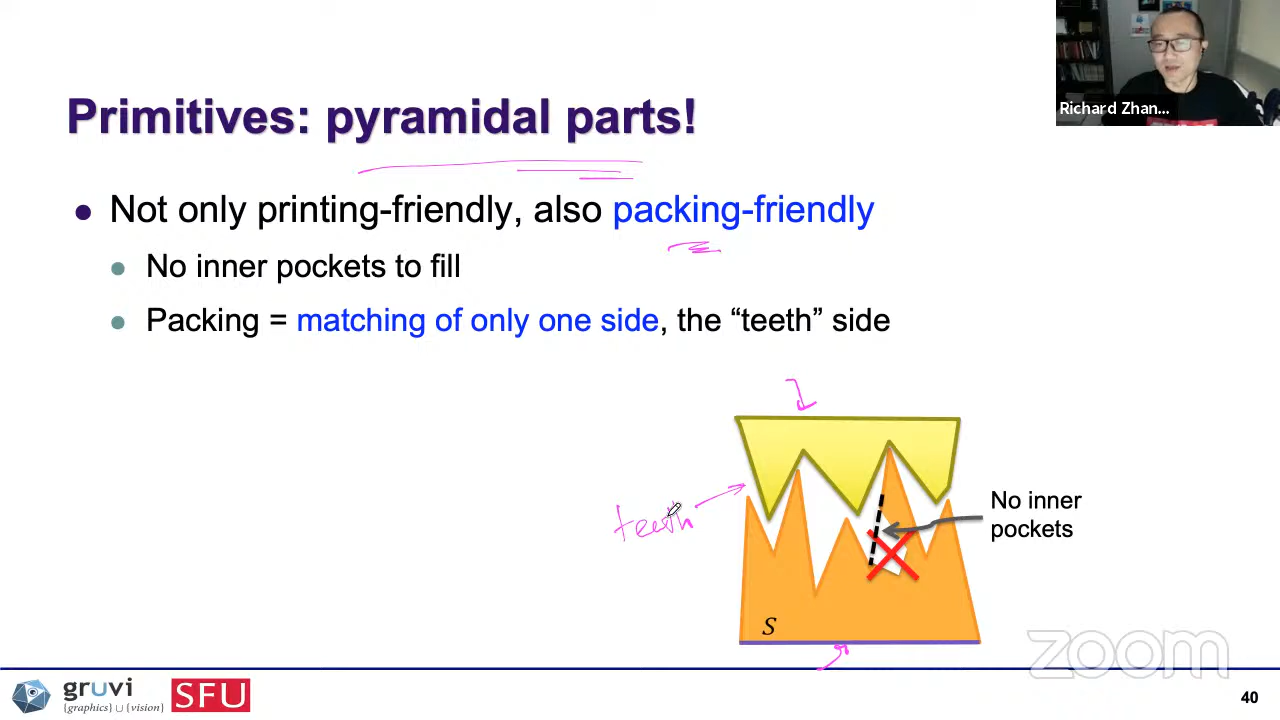 Richard Zhan...
Primitives: pyramidal parts!
Not only printing-friendly, also packing-friendly
No inner pockets to fill
Packing = matching of only one side, the “teeth” side
teeth
No inner
pockets
S
zoom
gruvi
{graphics} ∪ {vision}
SFU
40